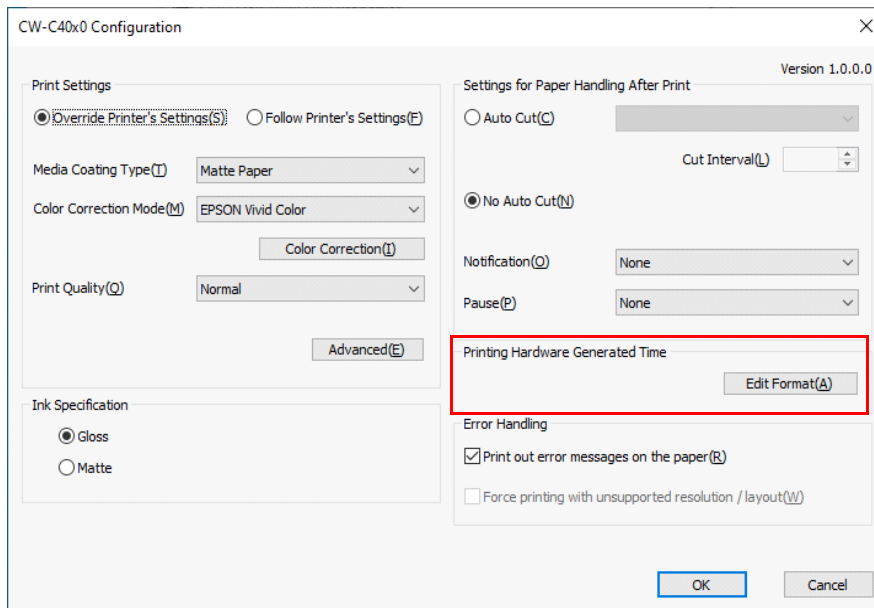 CW-C40x0 Configuration
Version 1.0.0.0
Print Settings
Override Printer's Settings(S)
Follow Printer's Settings(F)
Media Coating Type(T)
Matte Paper
Color Correction Mode(M)
EPSON Vivid Color
Color Correction(I)
Print Quality(Q)
Normal
Advanced(E)
Ink Specification
Gloss
Matte
Settings for Paper Handling After Print
Auto Cut(C)
Cut Interval(L)
No Auto Cut(N)
Notification(O)
None
Pause(P)
None
Printing Hardware Generated Time
Edit Format(A)
Error Handling
Print out error messages on the paper(R)
Force printing with unsupported resolution / layout(W)
OK
Cancel